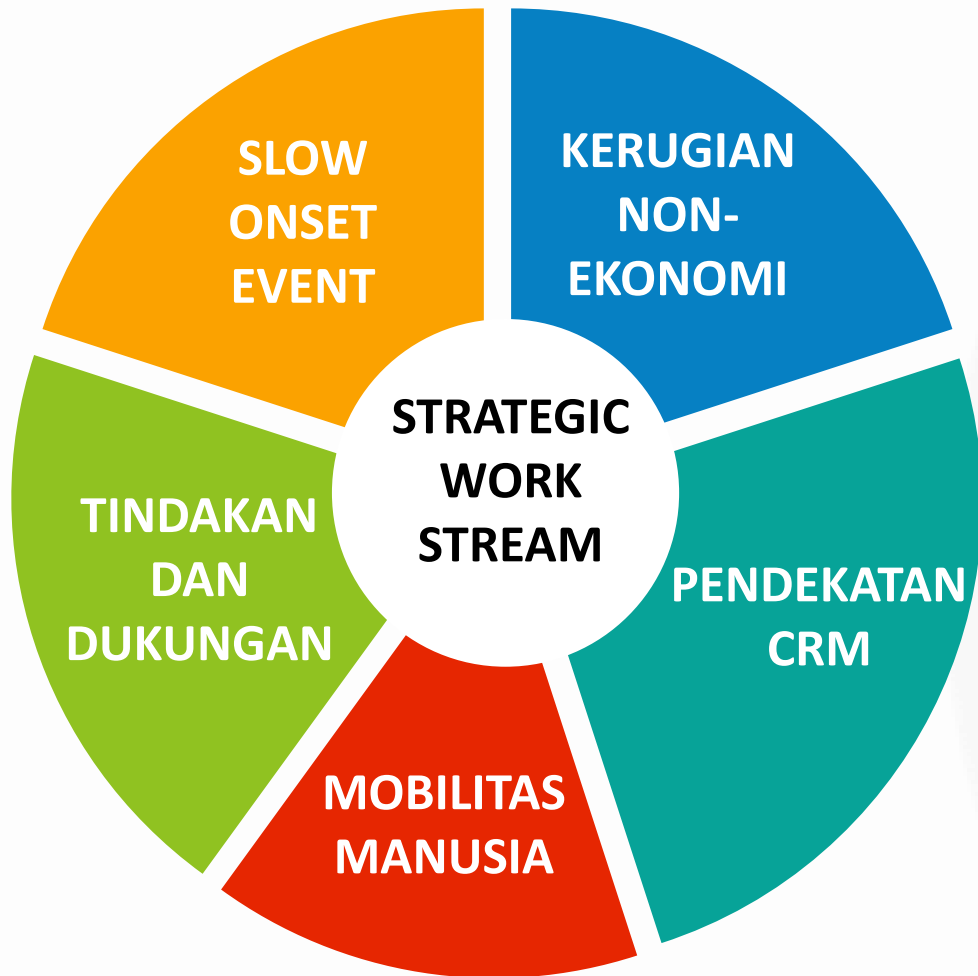 SLOW
ONSET
EVENT
KERUGIAN
NON-
EKONOMI
STRATEGIC
WORK
STREAM
TINDAKAN
DAN
DUKUNGAN
PENDEKATAN
CRM
MOBILITAS
MANUSIA